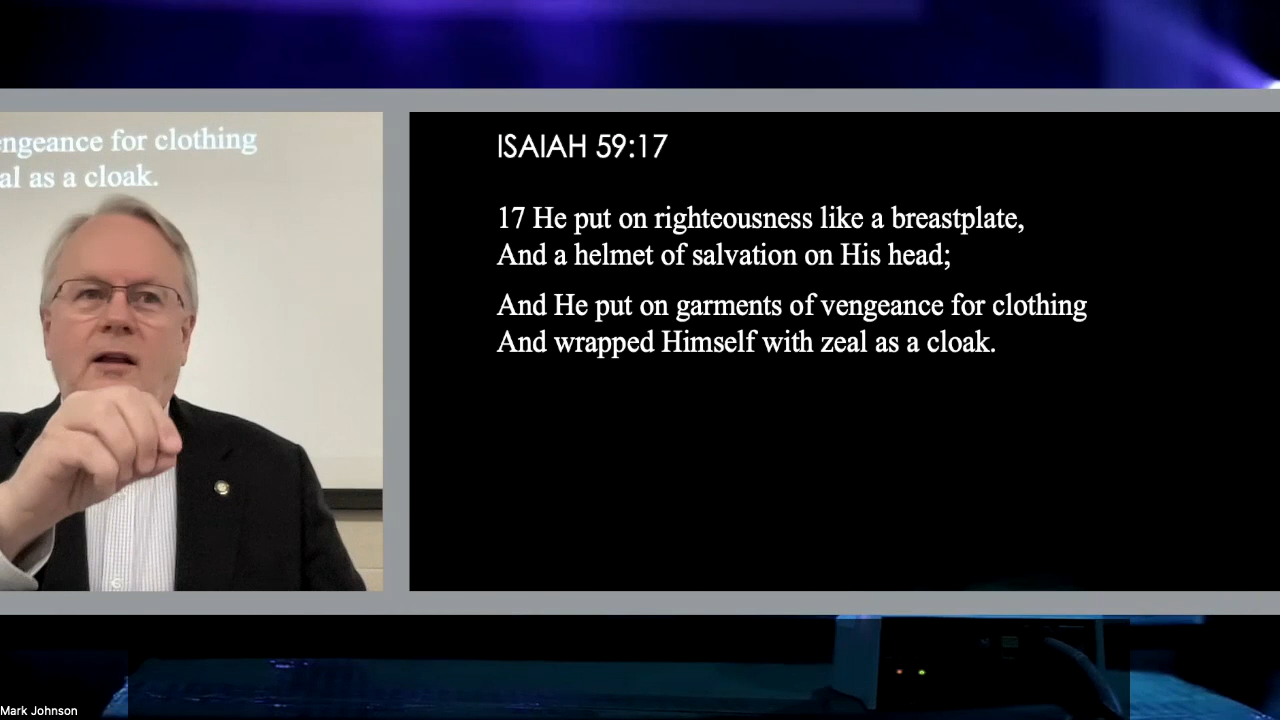 engeance for clothing
al as a cloak.
ISAIAH 59:17
17 He put on righteousness like a breastplate,
And a helmet of salvation on His head;
And He put on garments of vengeance for clothing
And wrapped Himself with zeal as a cloak.
Mark Johnson